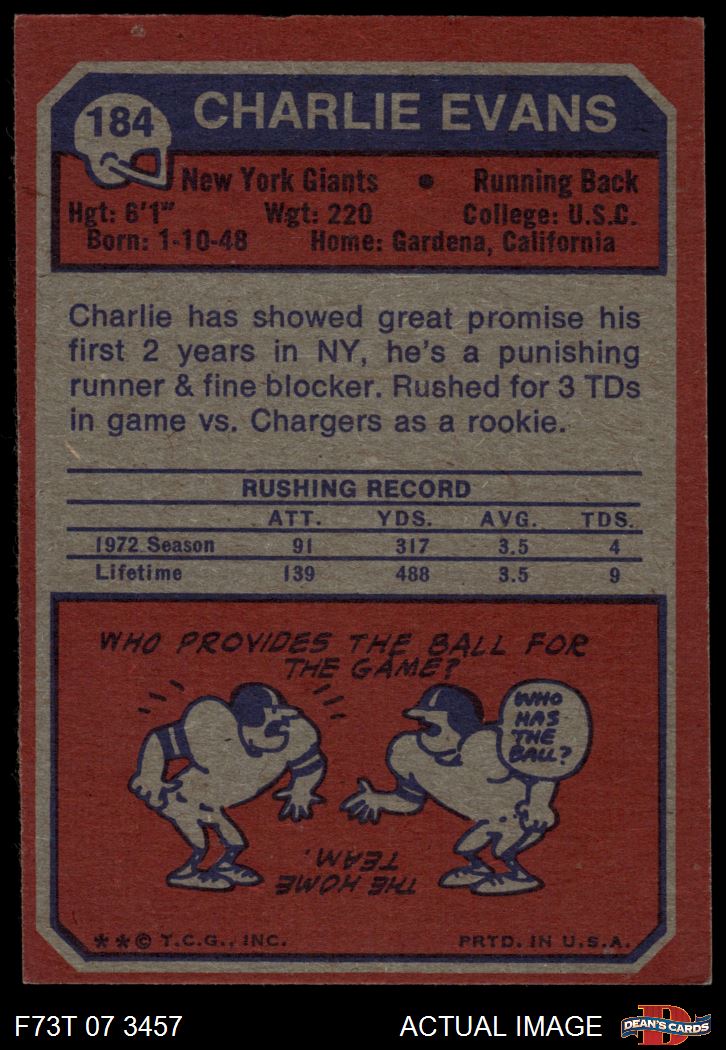 184
CHARLIE EVANS
New York Giants • Running Back
Hgt: 6'1" Wgt: 220 College: U.S.C.
Born: 1-10-48 Home: Gardena, California
Charlie has showed great promise his
first 2 years in NY, he's a punishing
runner & fine blocker. Rushed for 3 TDs
in game vs. Chargers as a rookie.
RUSHING RECORD
ATT. YDS. AVG. TDS.
1972 Season 91 317 3.5 4
Lifetime 139 488 3.5 9
WHO PROVIDES THE BALL FOR
THE GAME?
WHO
HAS
THE
BALL?
THE HOME
TEAM.
**© T.C.G., INC. PRTD. IN U.S.A.
F73T 07 3457 ACTUAL IMAGE
D
DEAN'S CARDS